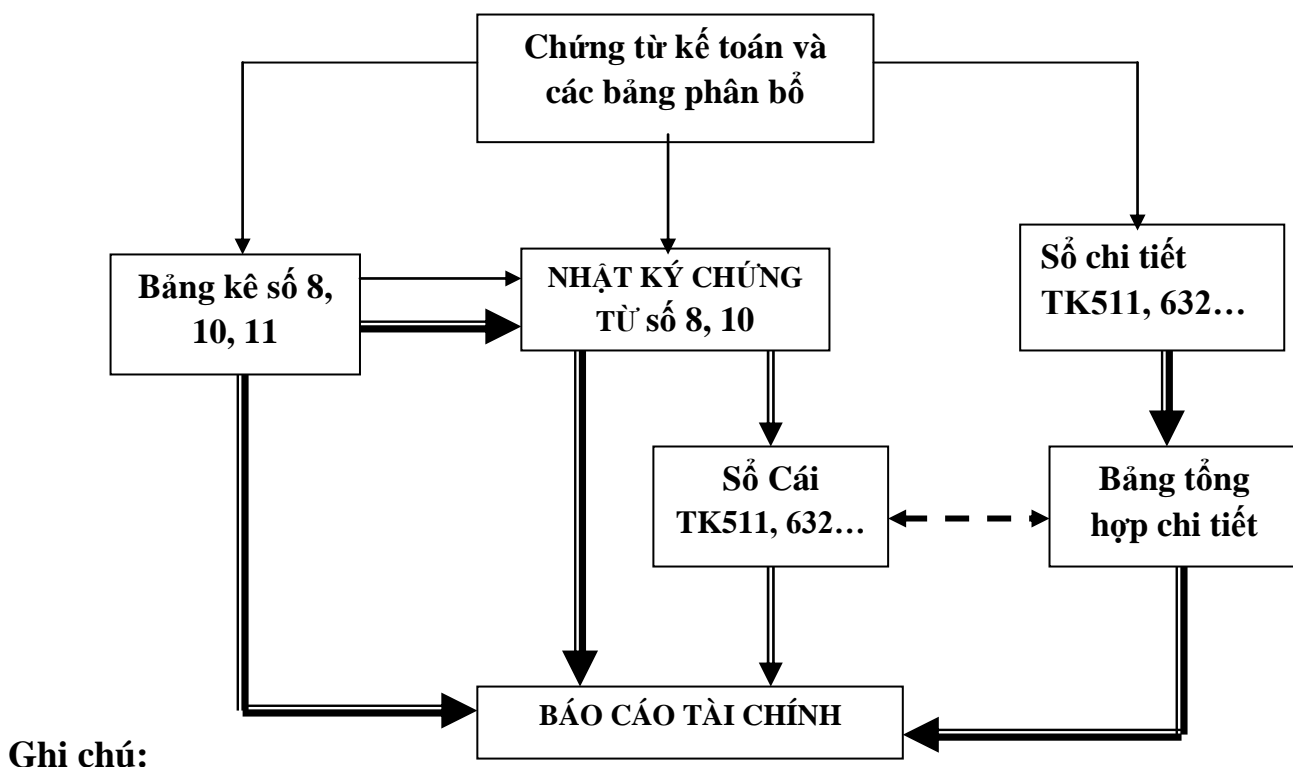 Chứng từ kế toán và
các bảng phân bổ
Bảng kê số 8,
10, 11
NHẬT KÝ CHỨNG
TỪ số 8, 10
Sổ chi tiết
TK511, 632…
Sổ Cái
TK511, 632…
Bảng tổng
hợp chi tiết
BÁO CÁO TÀI CHÍNH
Ghi chú: